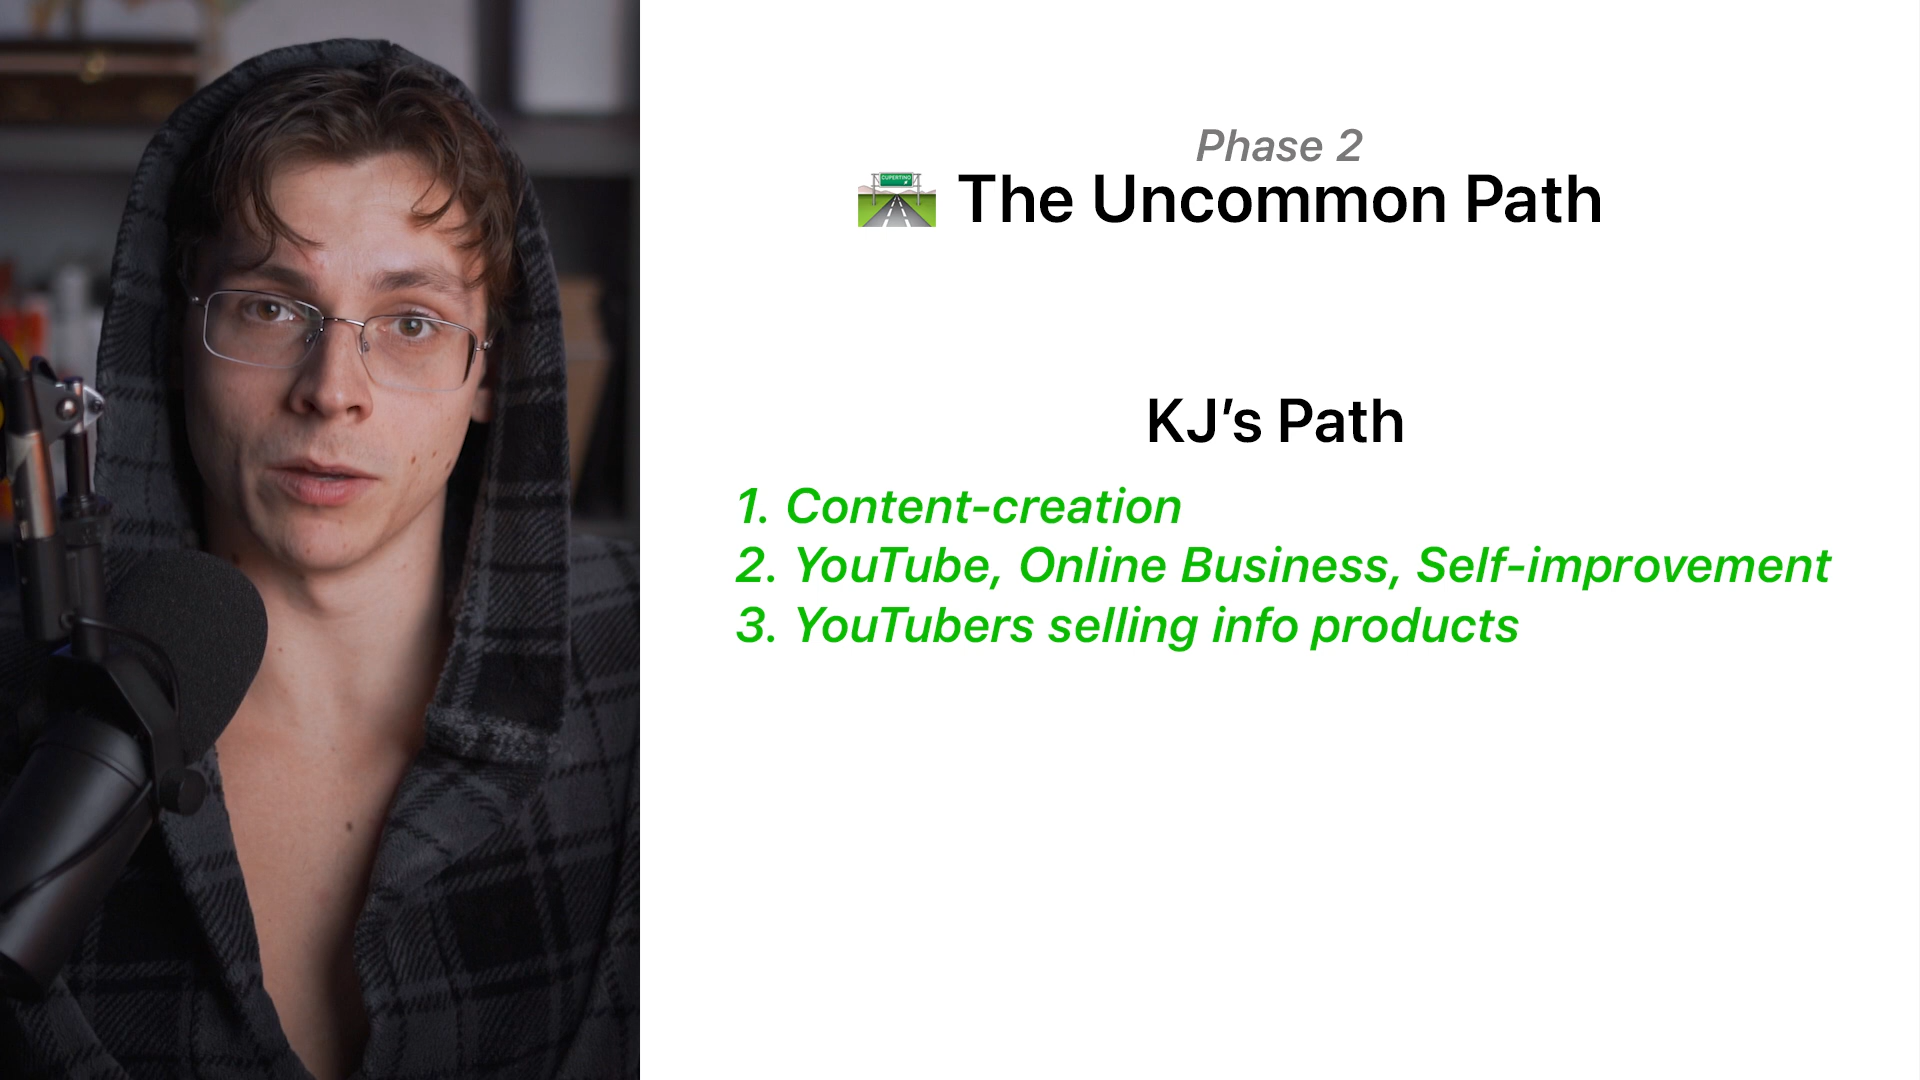 Phase 2
CUPERTINO
The Uncommon Path
KJ’s Path
1. Content-creation
2. YouTube, Online Business, Self-improvement
3. YouTubers selling info products